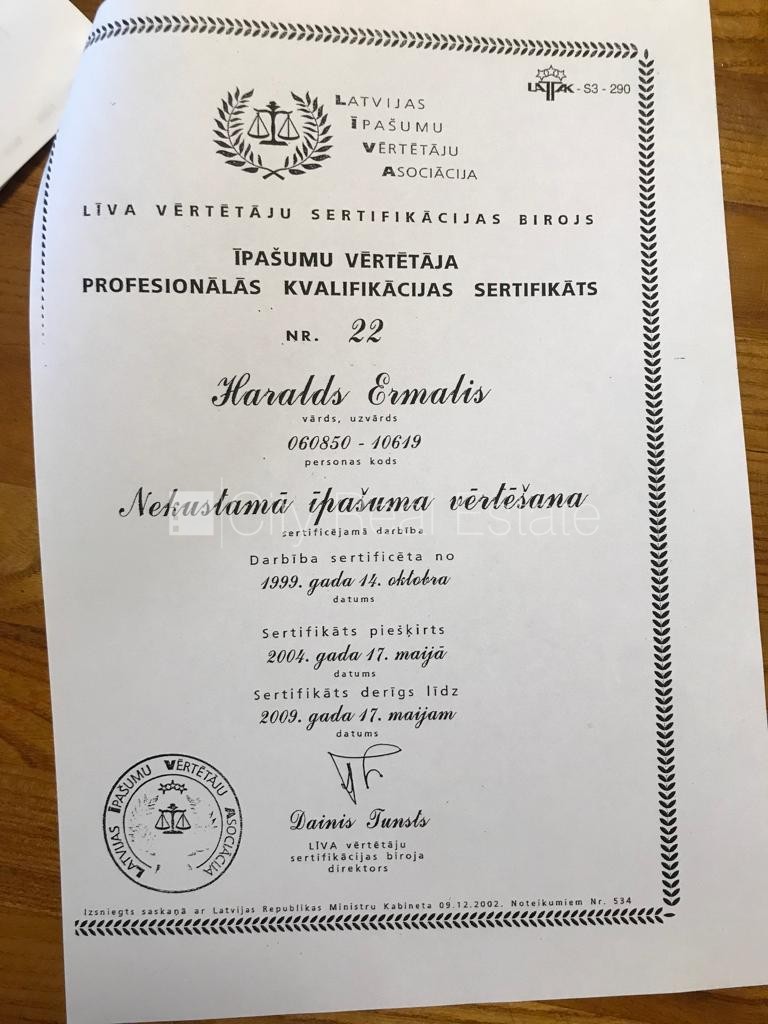 LATTAK - S3 - 290
LATVIJAS
ĪPAŠUMU
VĒRTĒTĀJU
ASOCIĀCIJA
LĪVA VĒRTĒTĀJU SERTIFIKĀCIJAS BIROJS
ĪPAŠUMU VĒRTĒTĀJA
PROFESIONĀLĀS KVALIFIKĀCIJAS SERTIFIKĀTS
NR. 22
Haralds Ermalis
vārds, uzvārds
060850 - 10619
personas kods
Nekustamā īpašuma vērtēšana
City Real Estate
sertificējamā darbība
Darbība sertificēta no
1999. gada 14. oktobra
datums
Sertifikāts piešķirts
2004. gada 17. maijā
datums
Sertifikāts derīgs līdz
2009. gada 17. maijam
datums
Dainis Tunsts
LĪVA vērtētāju
sertifikācijas biroja
direktors
LATVIJAS ĪPAŠUMU VĒRTĒTĀJU ASOCIĀCIJA
Izsniegts saskaņā ar Latvijas Republikas Ministru Kabineta 09.12.2002. Noteikumiem Nr. 534